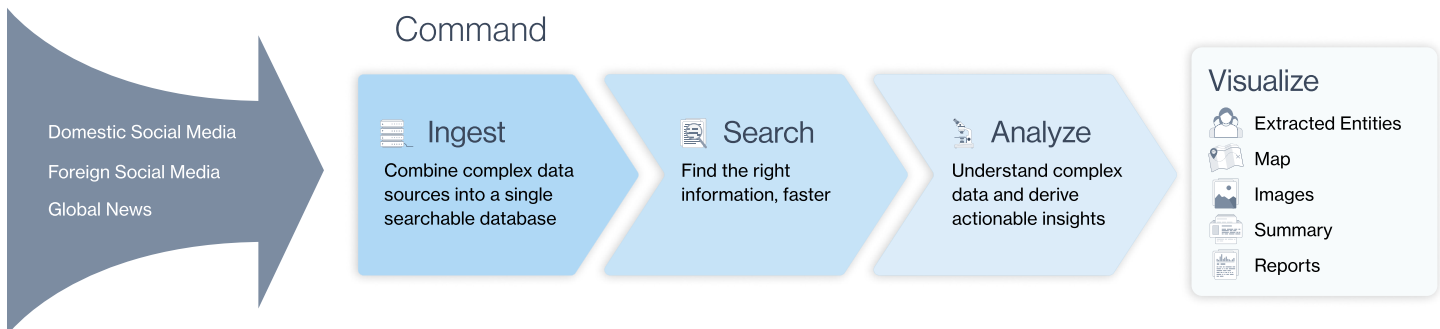 Command
Domestic Social Media
Foreign Social Media
Global News
Ingest
Combine complex data
sources into a single
searchable database
Search
Find the right
information, faster
Analyze
Understand complex
data and derive
actionable insights
Visualize
Extracted Entities
Map
Images
Summary
Reports